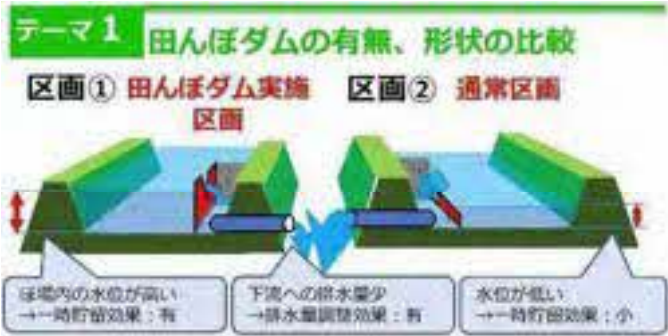 テーマ1
田んぼダムの有無、形状の比較
区画① 田んぼダム実施
区画
区画② 通常区画
ほ場内の水位が高い
→一時貯留効果:有
下流への排水量少
→排水量調整効果:有
水位が低い
→一時貯留効果:小